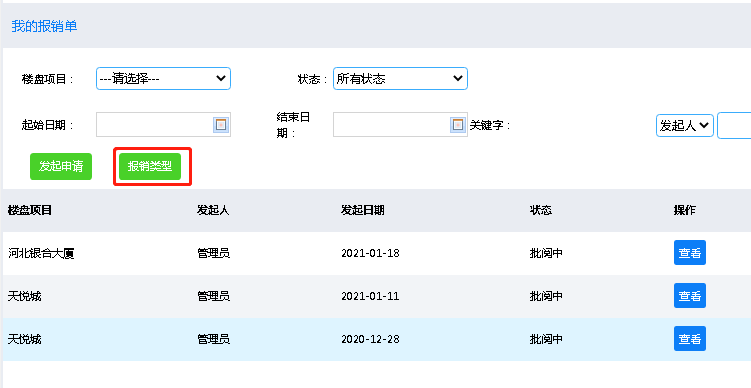 我的报销单
楼盘项目： ---请选择--- 状态： 所有状态
起始日期： 结束日期： 关键字： 发起人
发起申请 报销类型
楼盘项目 发起人 发起日期 状态 操作
河北银合大厦 管理员 2021-01-18 批阅中 查看
天悦城 管理员 2021-01-11 批阅中 查看
天悦城 管理员 2020-12-28 批阅中 查看